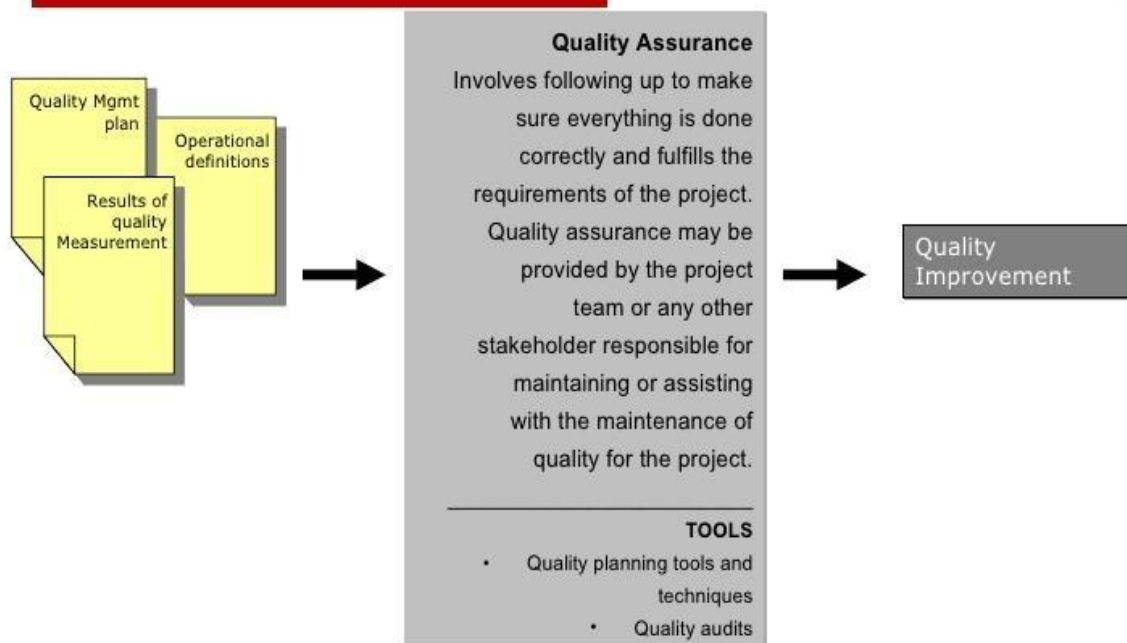 Quality Mgmt
plan
Operational
definitions
Results of
quality
Measurement
Quality Assurance
Involves following up to make
sure everything is done
correctly and fulfills the
requirements of the project.
Quality assurance may be
provided by the project
team or any other
stakeholder responsible for
maintaining or assisting
with the maintenance of
quality for the project.
TOOLS
• Quality planning tools and
techniques
• Quality audits
Quality
Improvement